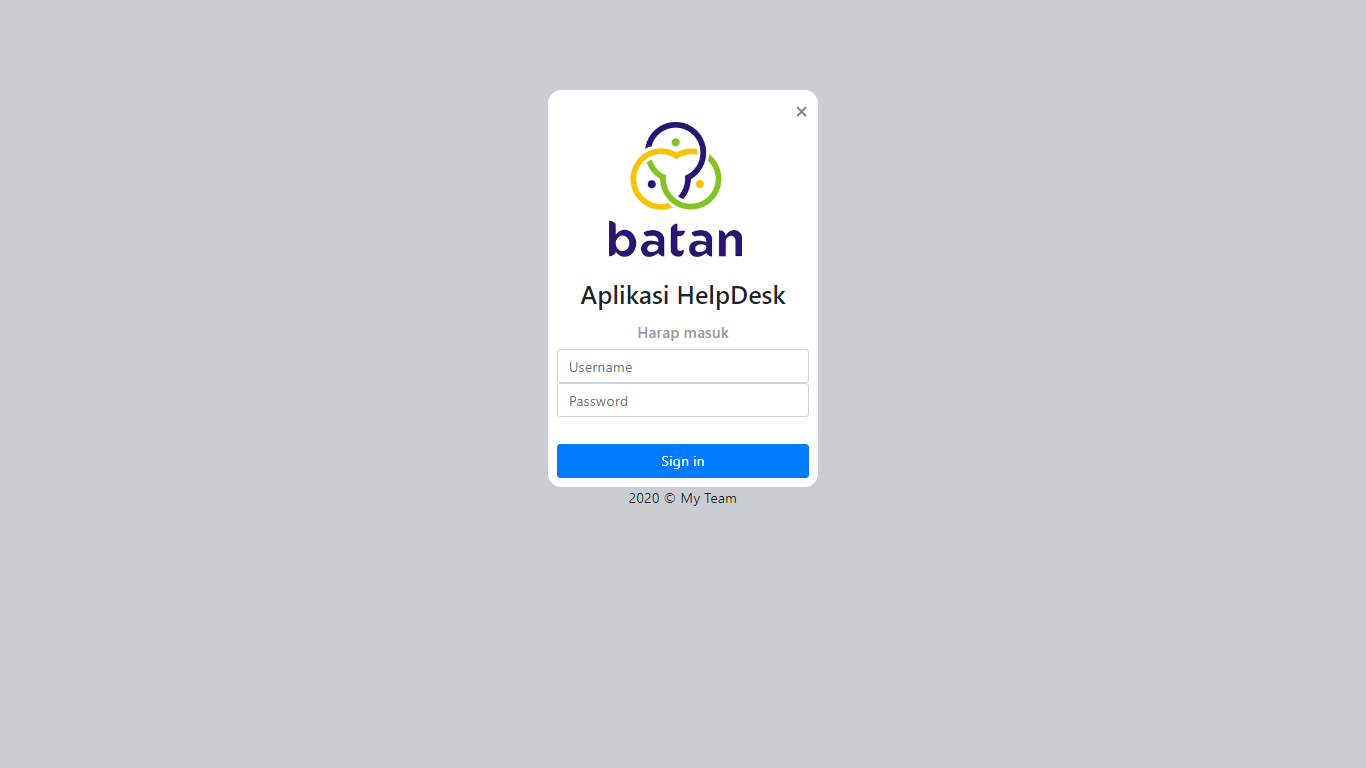 ×
batan
Aplikasi HelpDesk
Harap masuk
Username
Password
Sign in
2020 © My Team